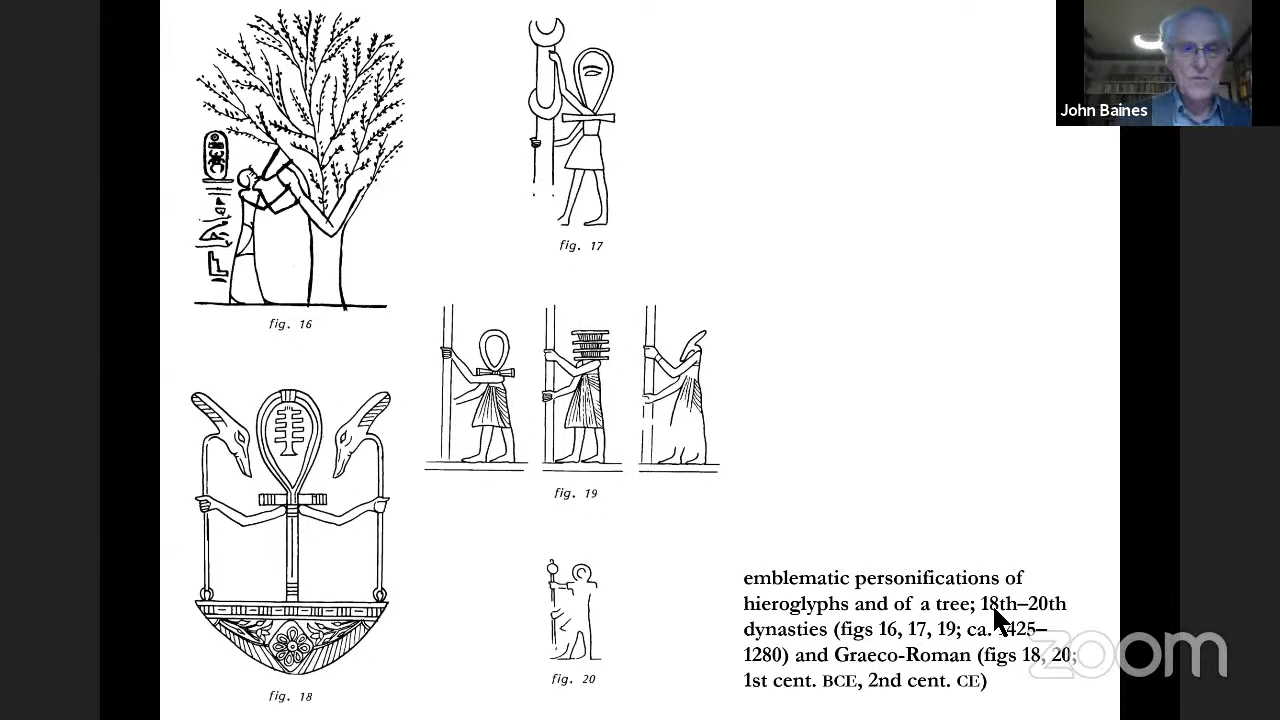 John Baines
fig. 16
fig. 17
fig. 18
fig. 19
fig. 20
emblematic personifications of
hieroglyphs and of a tree; 18th–20th
dynasties (figs 16, 17, 19; ca. 1425–
1280) and Graeco-Roman (figs 18, 20;
1st cent. BCE, 2nd cent. CE)
zoom